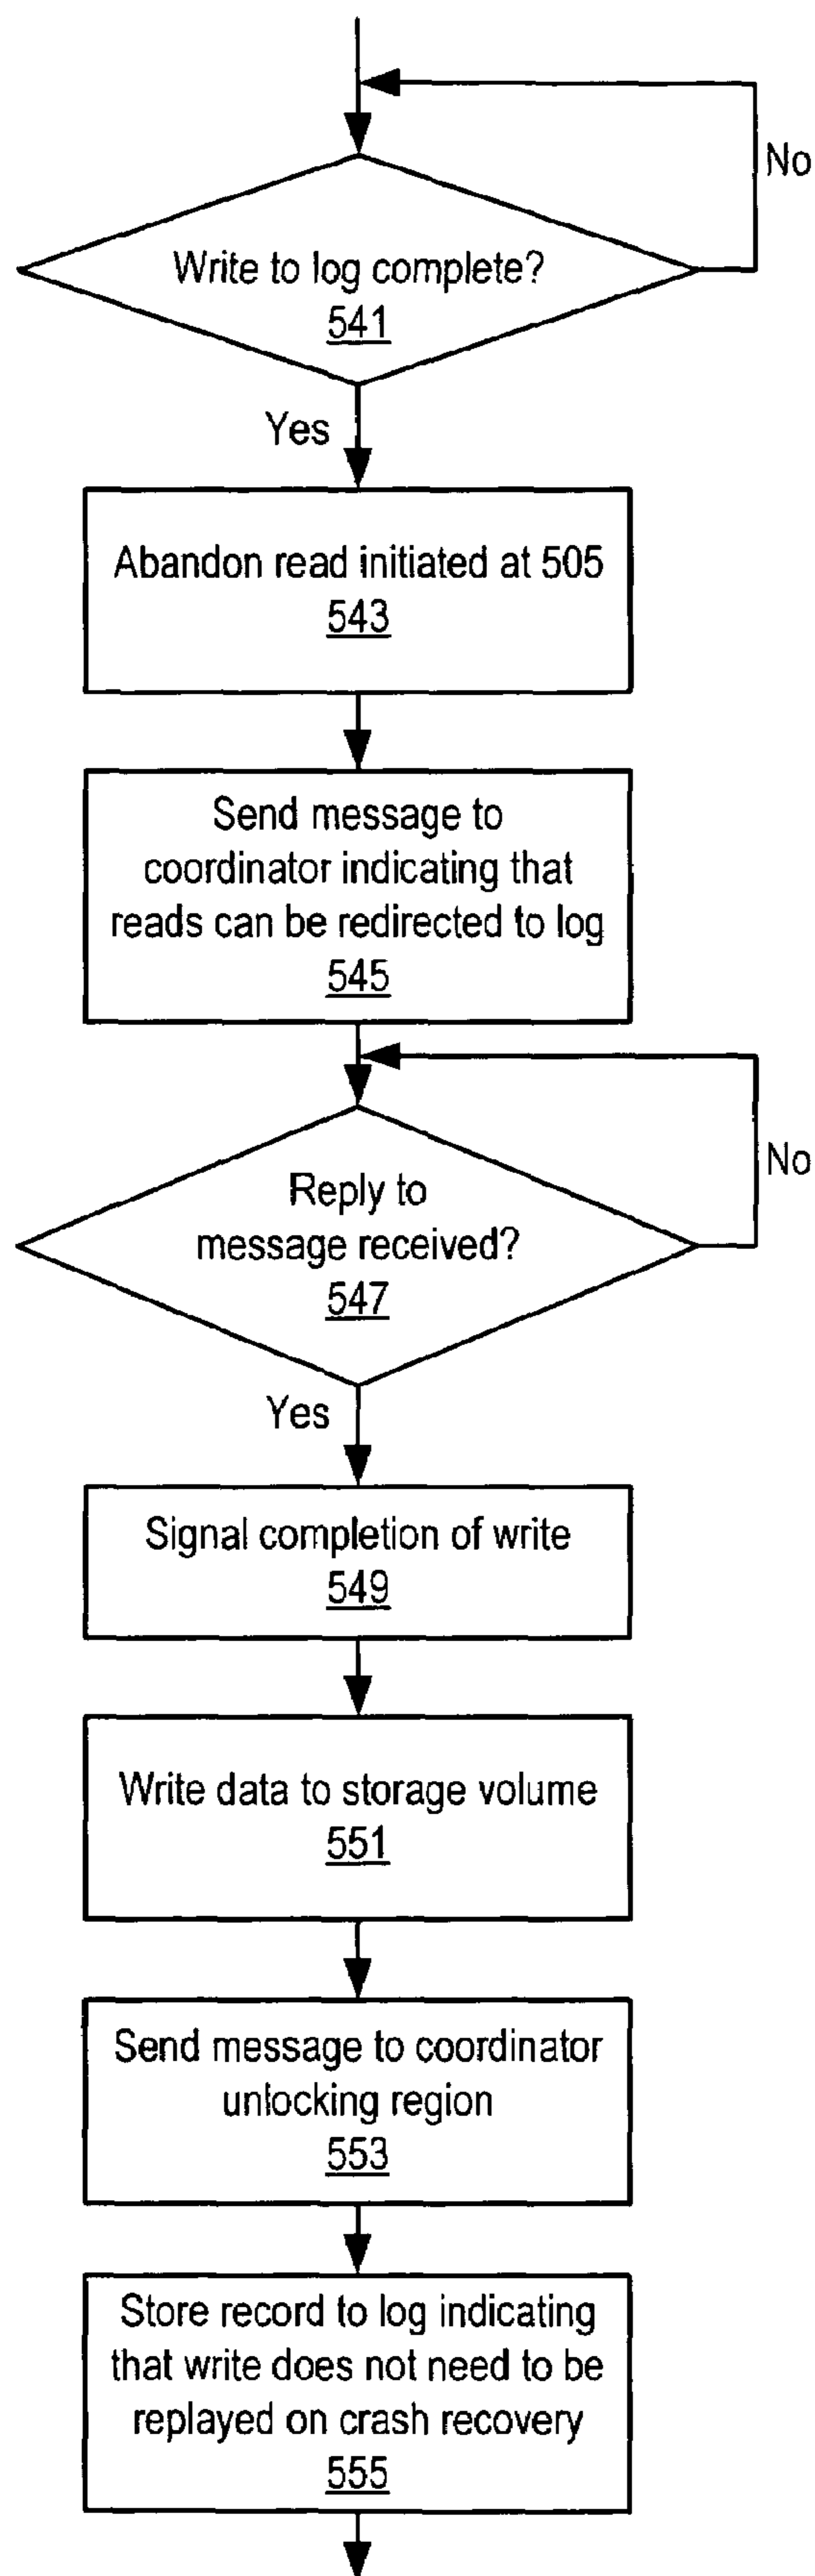 No
Write to log complete?
541
Yes
Abandon read initiated at 505
543
Send message to
coordinator indicating that
reads can be redirected to log
545
No
Reply to
message received?
547
Yes
Signal completion of write
549
Write data to storage volume
551
Send message to coordinator
unlocking region
553
Store record to log indicating
that write does not need to be
replayed on crash recovery
555